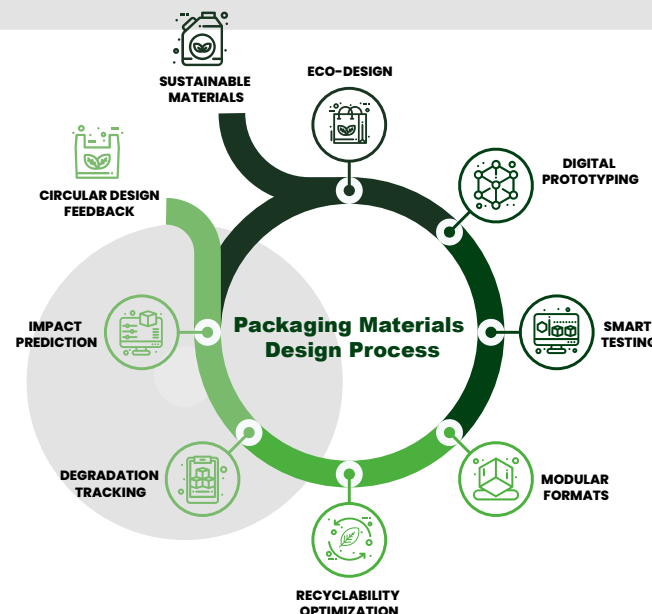 SUSTAINABLE
MATERIALS
ECO-DESIGN
DIGITAL
PROTOTYPING
CIRCULAR DESIGN
FEEDBACK
Packaging Materials
Design Process
IMPACT
PREDICTION
SMART
TESTING
DEGRADATION
TRACKING
MODULAR
FORMATS
RECYCLABILITY
OPTIMIZATION